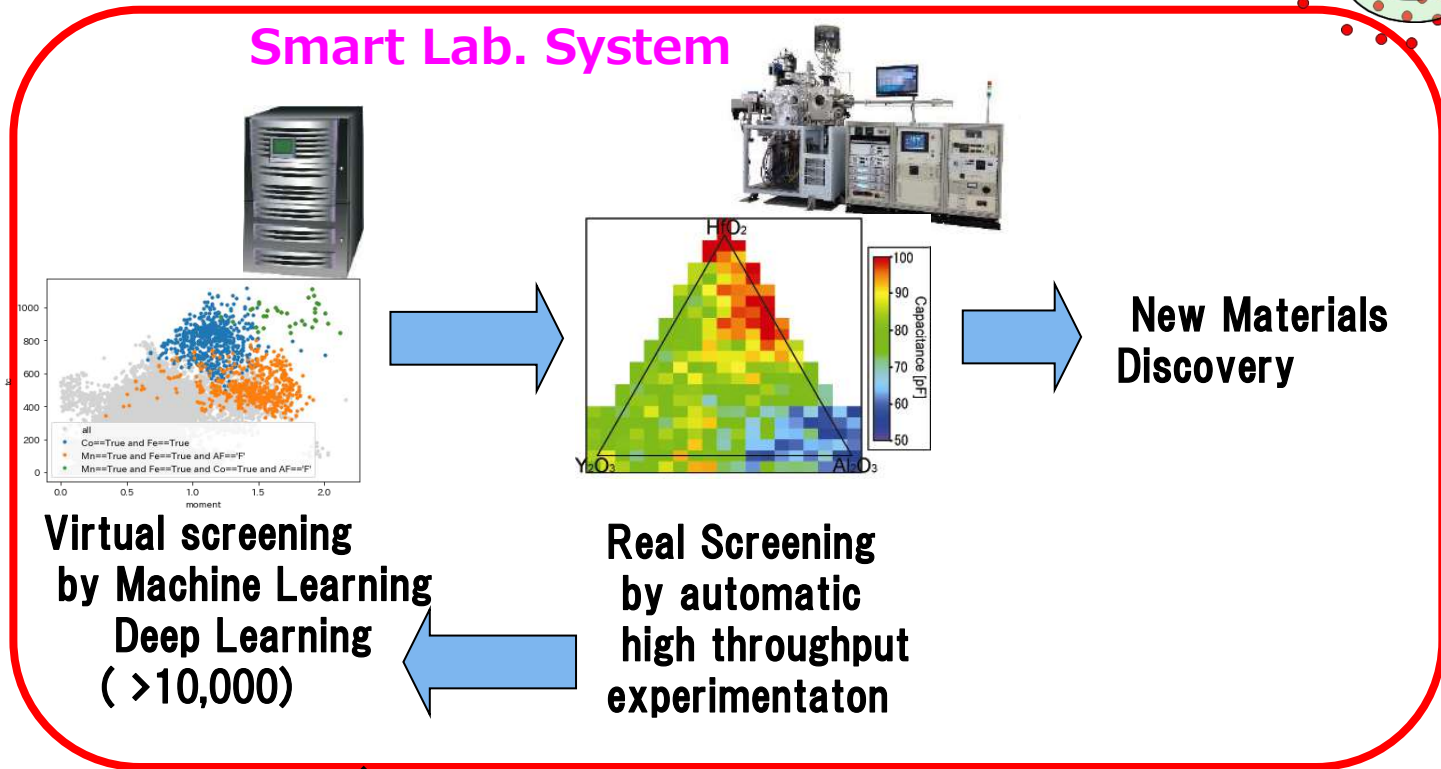 Smart Lab. System
1000
800
600
400
200
0
all
Co==True and Fe==True
Mn==True and Fe==True and AF=='F'
Mn==True and Fe==True and Co==True and AF=='F'
0.0 0.5 1.0 1.5 2.0
moment
HfO₂
Y₂O₃
Al₂O₃
100
90
80
70
60
50
Capacitance [pF]
New Materials
Discovery
Virtual screening
by Machine Learning
Deep Learning
( >10,000)
Real Screening
by automatic
high throughput
experimentaton